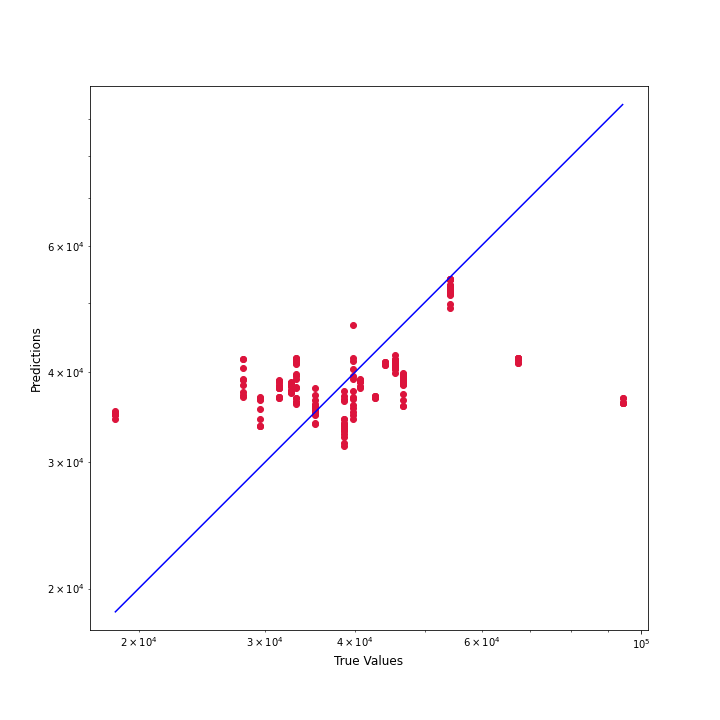 Predictions
6 × 10⁴
4 × 10⁴
3 × 10⁴
2 × 10⁴
2 × 10⁴ 3 × 10⁴ 4 × 10⁴ 6 × 10⁴ 10⁵
True Values